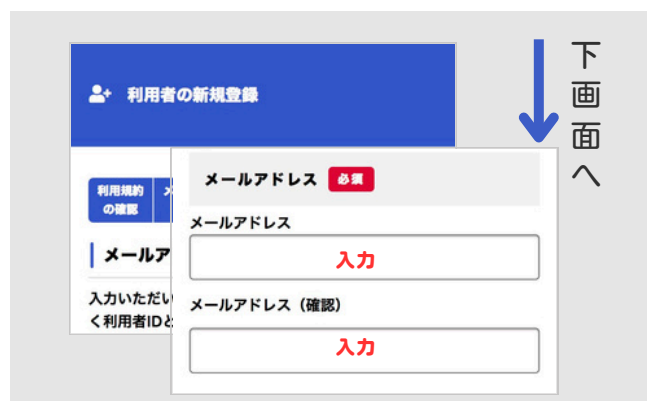 利用者の新規登録
利用規約
の確認
メールア
入力いただい
く利用者IDと
メールアドレス 必須
メールアドレス
入力
メールアドレス（確認）
入力
下画面へ